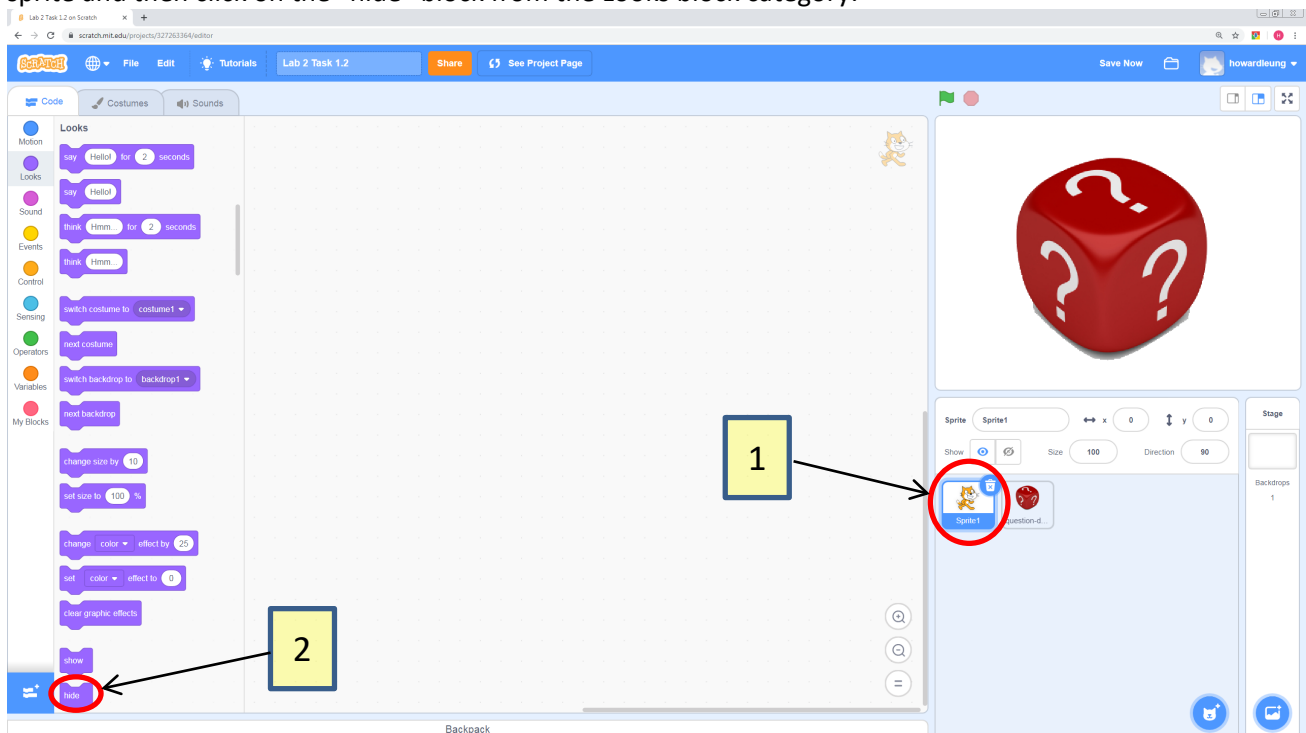 sprite and then click on the "hide" block from the Looks block category.
Lab 2 Task 1.2 on Scratch
scratch.mit.edu/projects/327263364/editor
SCRATCH File Edit Tutorials Lab 2 Task 1.2 Share See Project Page Save Now howardleung
Code Costumes Sounds
Motion
Looks
Sound
Events
Control
Sensing
Operators
Variables
My Blocks
Looks
say Hello! for 2 seconds
say Hello!
think Hmm... for 2 seconds
think Hmm...
switch costume to costume1
next costume
switch backdrop to backdrop1
next backdrop
change size by 10
set size to 100 %
change color effect by 25
set color effect to 0
clear graphic effects
show
hide
1
2
Backpack
? ? ?
Sprite Sprite1 x 0 y 0
Show Size 100 Direction 90
Sprite1
question-d...
Stage
Backdrops
1